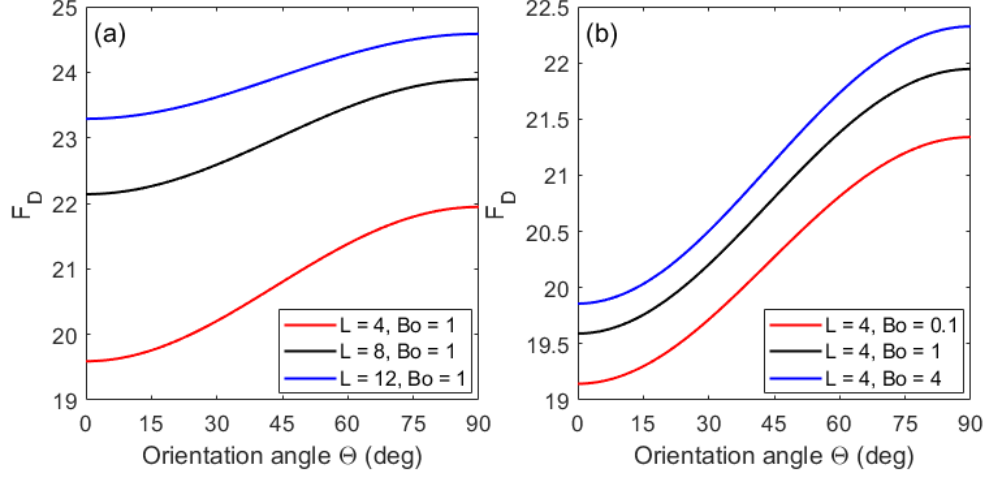 (a)
25
24
23
22
21
20
19
F_D
0 15 30 45 60 75 90
Orientation angle Θ (deg)
L = 4, Bo = 1
L = 8, Bo = 1
L = 12, Bo = 1
(b)
22.5
22
21.5
21
20.5
20
19.5
19
F_D
0 15 30 45 60 75 90
Orientation angle Θ (deg)
L = 4, Bo = 0.1
L = 4, Bo = 1
L = 4, Bo = 4